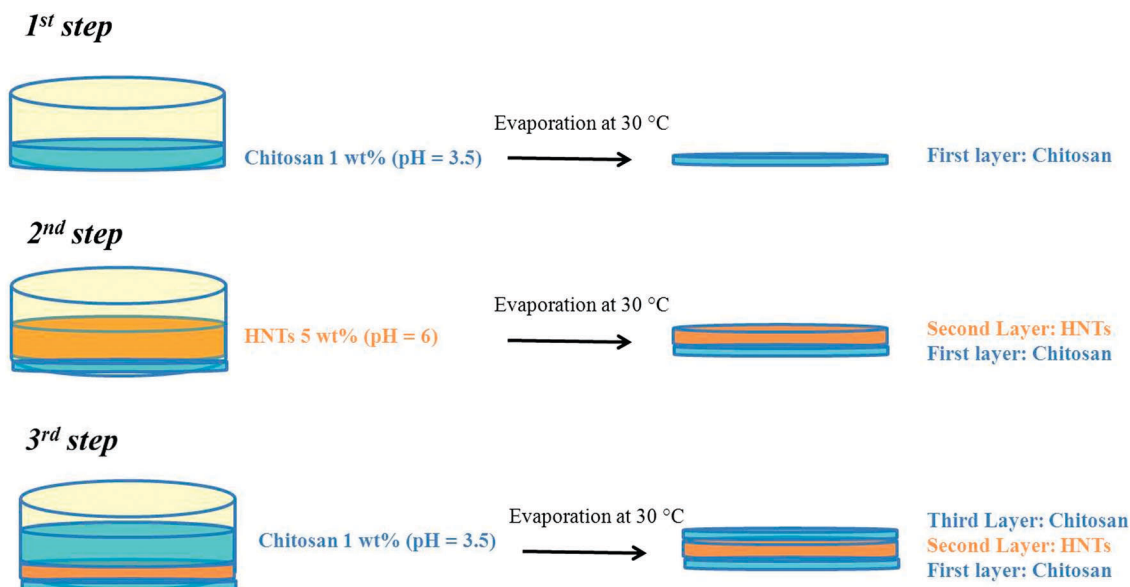 1st step
Evaporation at 30 °C
Chitosan 1 wt% (pH = 3.5)
First layer: Chitosan
2nd step
Evaporation at 30 °C
HNTs 5 wt% (pH = 6)
Second Layer: HNTs
First layer: Chitosan
3rd step
Evaporation at 30 °C
Chitosan 1 wt% (pH = 3.5)
Third Layer: Chitosan
Second Layer: HNTs
First layer: Chitosan